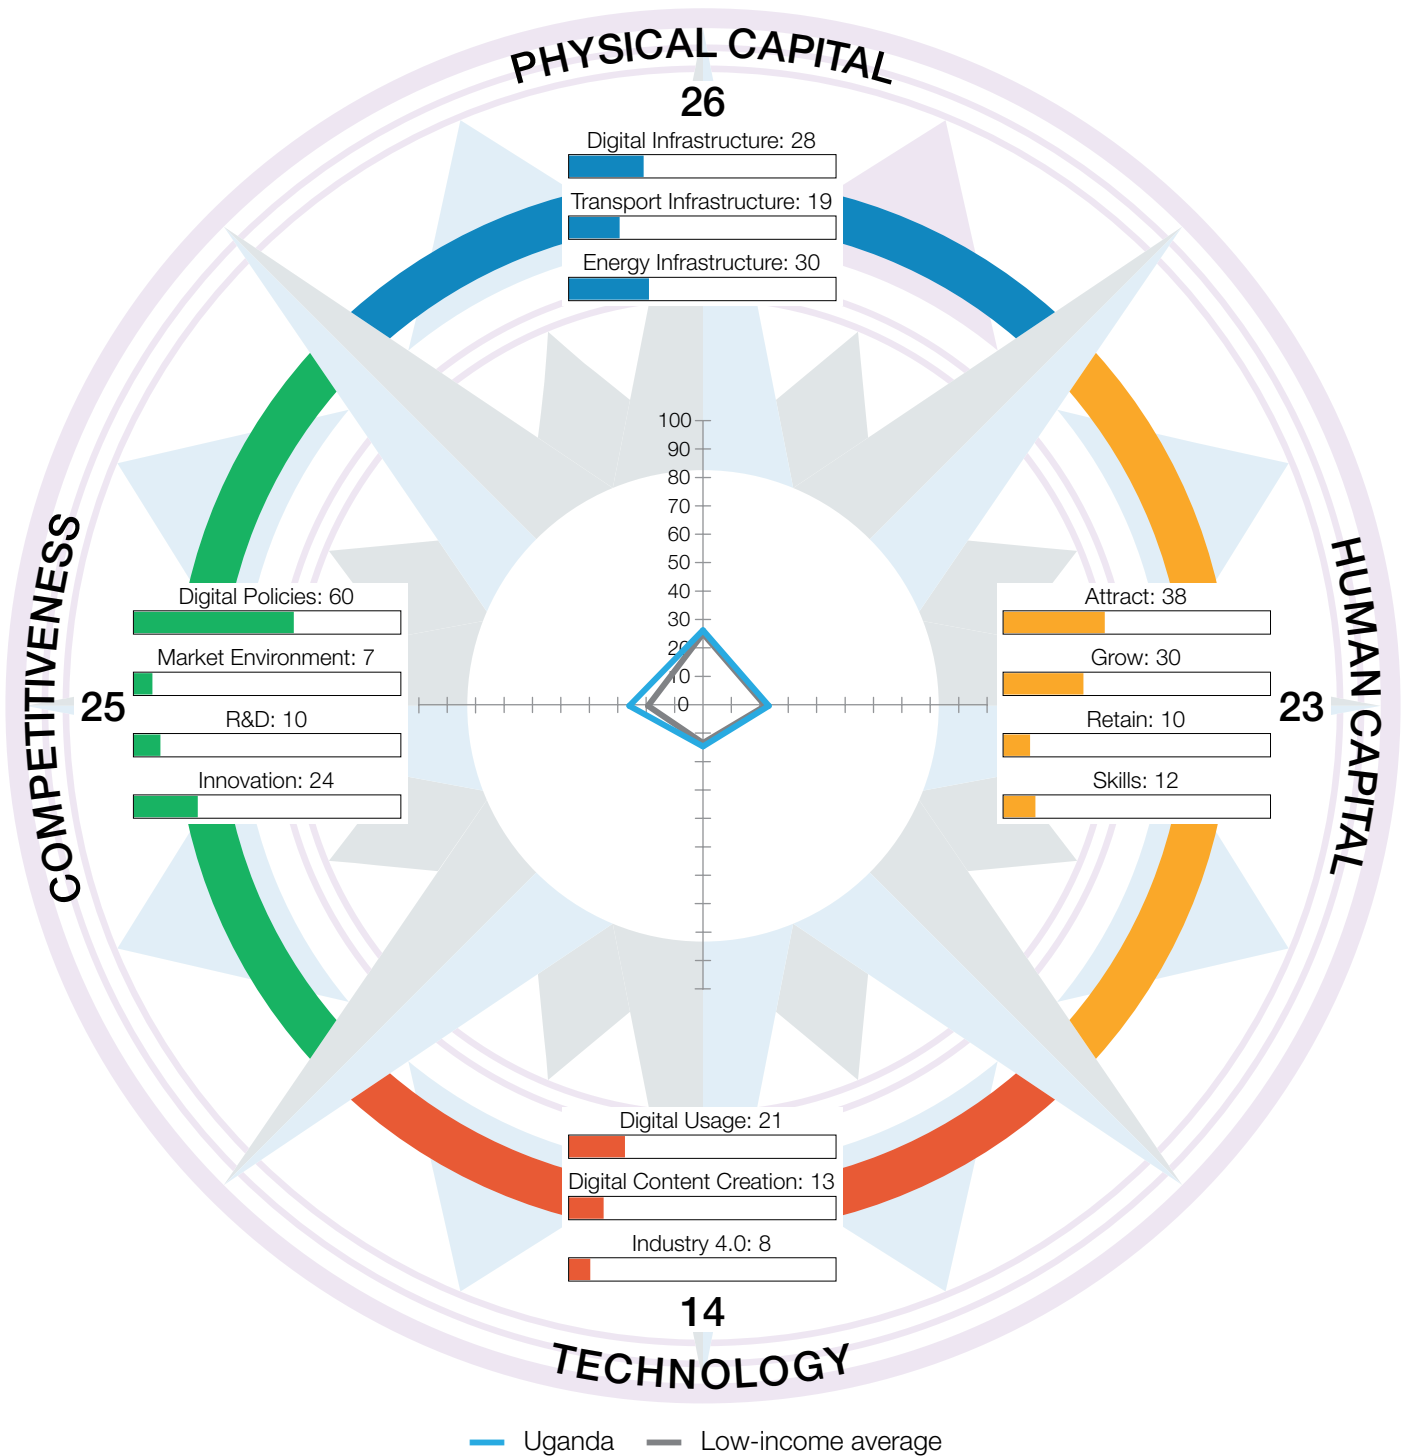 PHYSICAL CAPITAL
26
Digital Infrastructure: 28
Transport Infrastructure: 19
Energy Infrastructure: 30
100
90
80
70
60
50
40
30
20
10
0
COMPETITIVENESS
25
Digital Policies: 60
Market Environment: 7
R&D: 10
Innovation: 24
HUMAN CAPITAL
23
Attract: 38
Grow: 30
Retain: 10
Skills: 12
Digital Usage: 21
Digital Content Creation: 13
Industry 4.0: 8
14
TECHNOLOGY
Uganda Low-income average